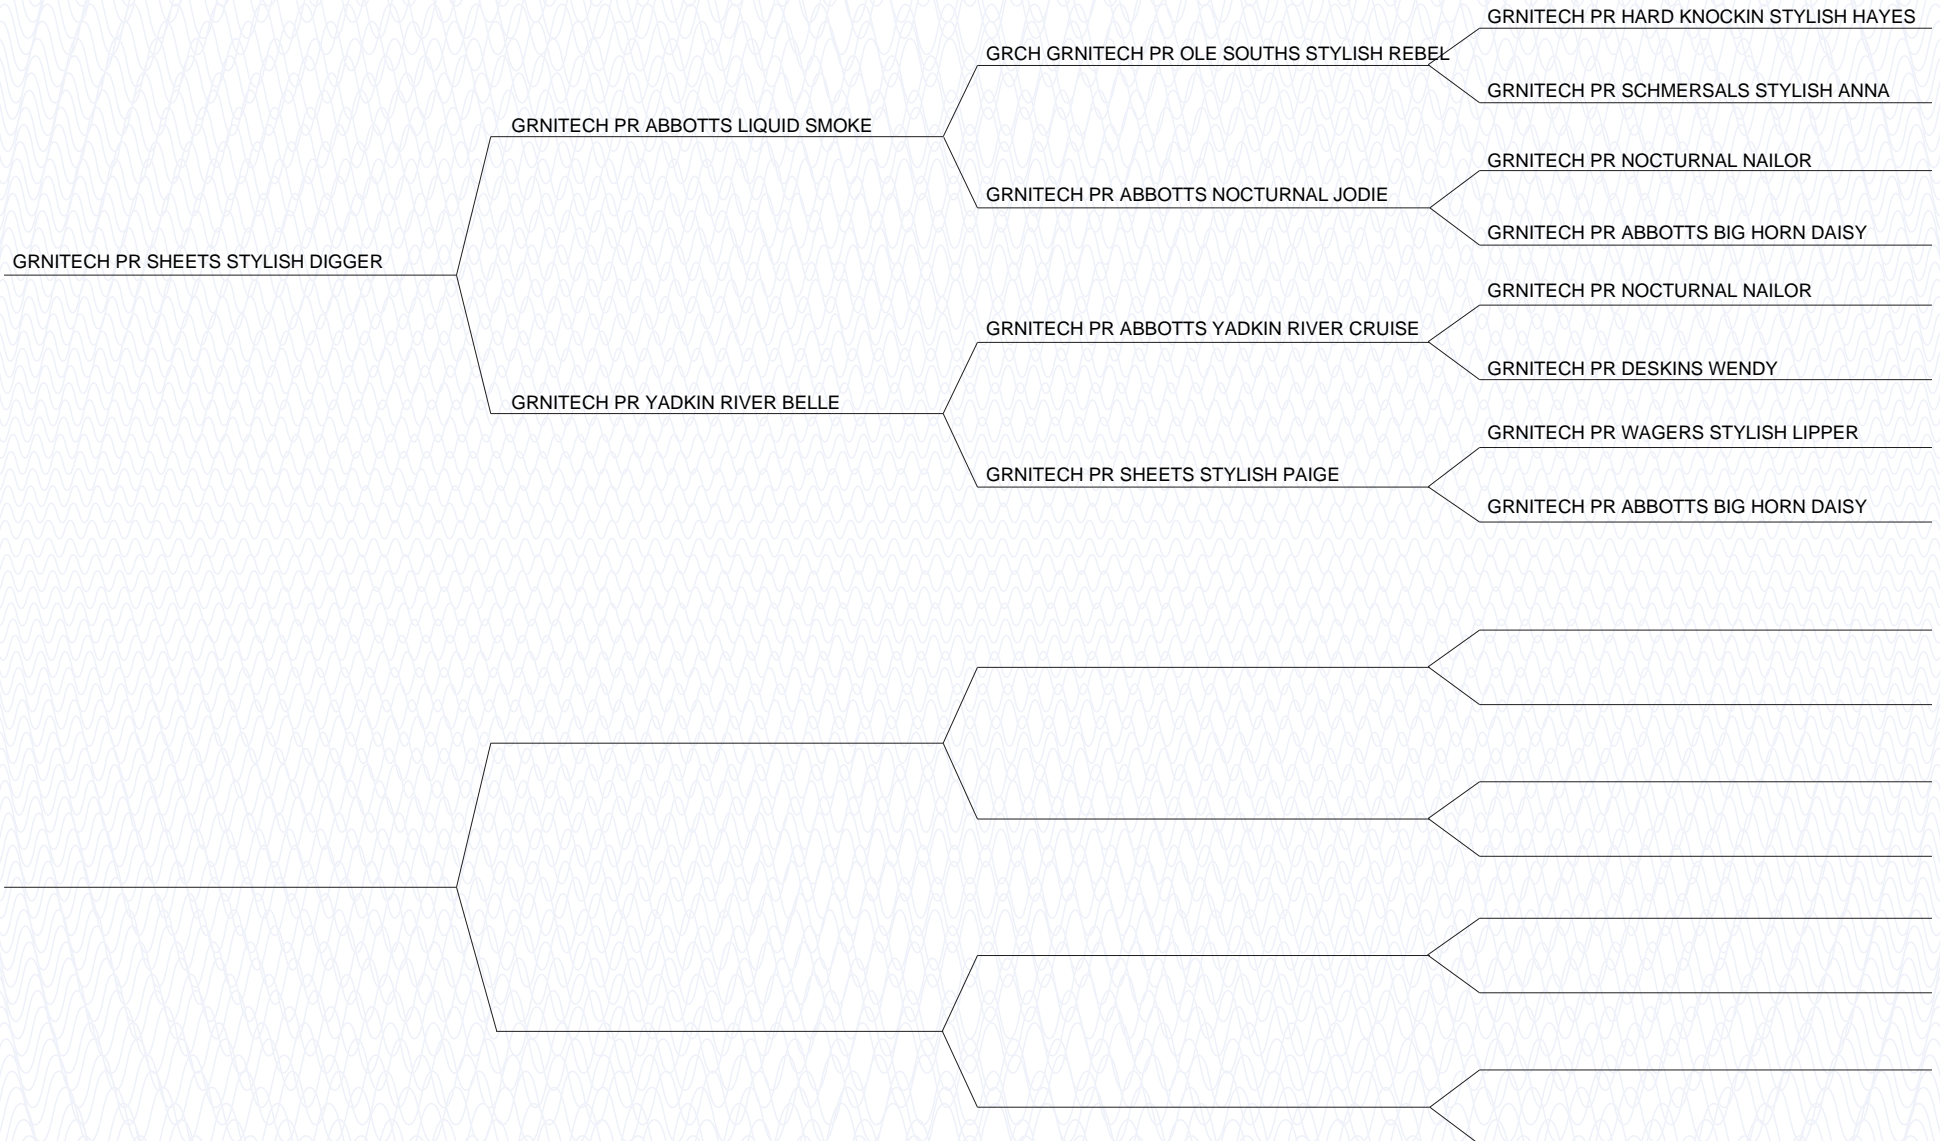 GRNITECH PR HARD KNOCKIN STYLISH HAYES
GRCH GRNITECH PR OLE SOUTHS STYLISH REBEL
GRNITECH PR SCHMERSALS STYLISH ANNA
GRNITECH PR ABBOTTS LIQUID SMOKE
GRNITECH PR NOCTURNAL NAILOR
GRNITECH PR ABBOTTS NOCTURNAL JODIE
GRNITECH PR ABBOTTS BIG HORN DAISY
GRNITECH PR SHEETS STYLISH DIGGER
GRNITECH PR NOCTURNAL NAILOR
GRNITECH PR ABBOTTS YADKIN RIVER CRUISE
GRNITECH PR DESKINS WENDY
GRNITECH PR YADKIN RIVER BELLE
GRNITECH PR WAGERS STYLISH LIPPER
GRNITECH PR SHEETS STYLISH PAIGE
GRNITECH PR ABBOTTS BIG HORN DAISY